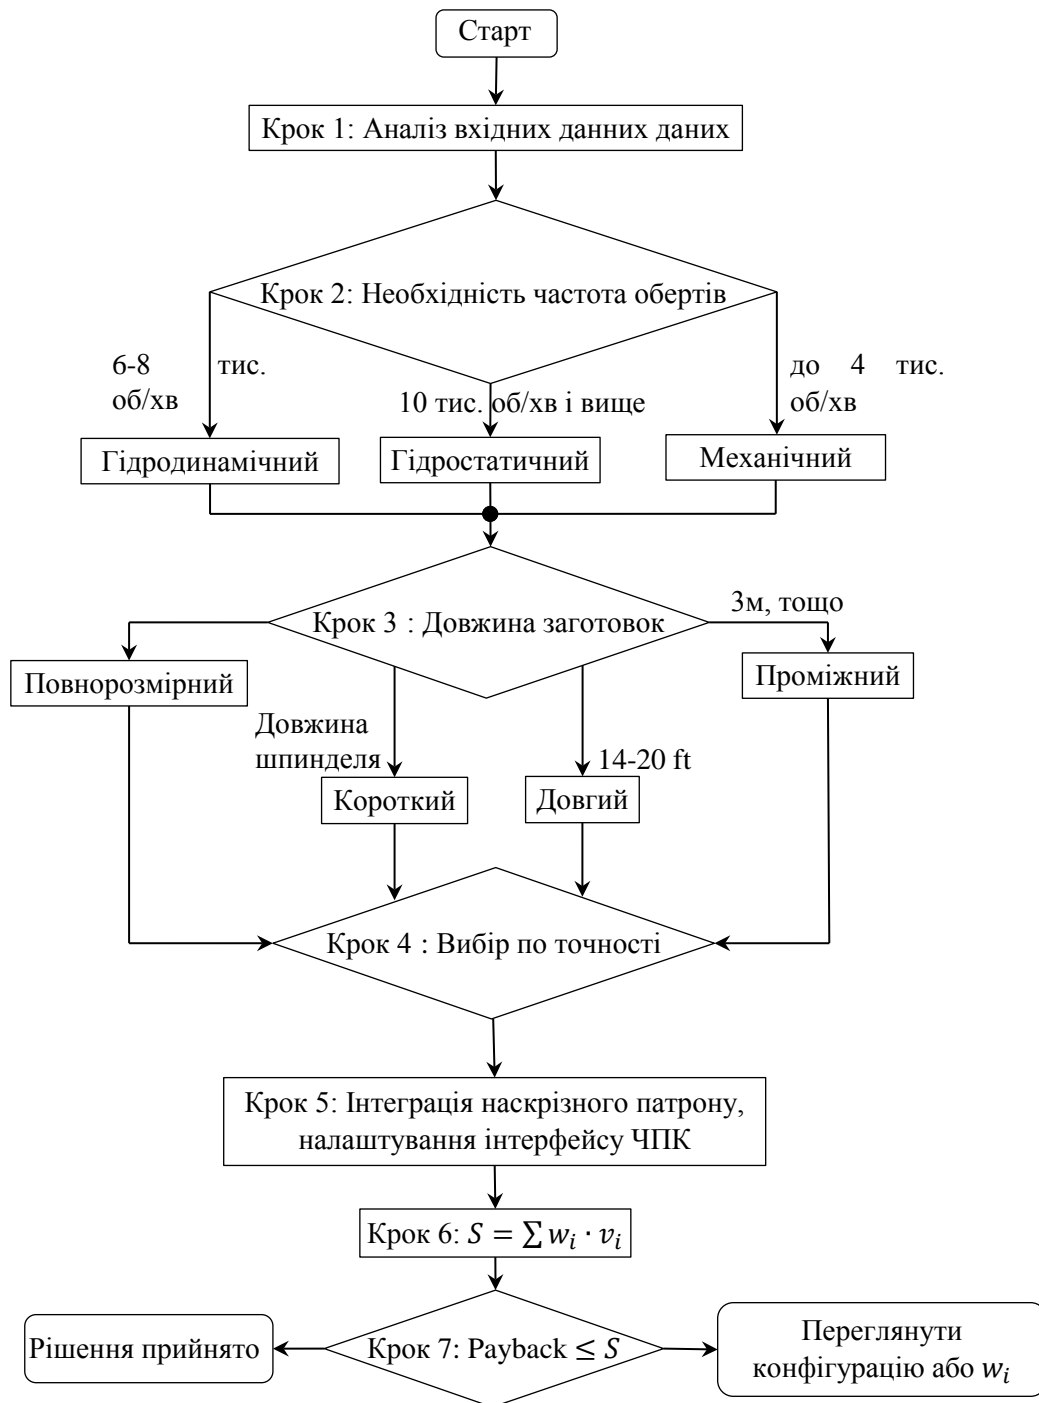 Старт
Крок 1: Аналіз вхідних данних даних
Крок 2: Необхідність частота обертів
6-8 тис.
об/хв
10 тис. об/хв і вище
до 4 тис.
об/хв
Гідродинамічний
Гідростатичний
Механічний
3м, тощо
Крок 3 : Довжина заготовок
Повнорозмірний
Проміжний
Довжина
шпинделя
14-20 ft
Короткий
Довгий
Крок 4 : Вибір по точності
Крок 5: Інтеграція наскрізного патрону,
налаштування інтерфейсу ЧПК
Крок 6: S = ∑ wᵢ · vᵢ
Рішення прийнято
Крок 7: Payback ≤ S
Переглянути
конфігурацію або wᵢ